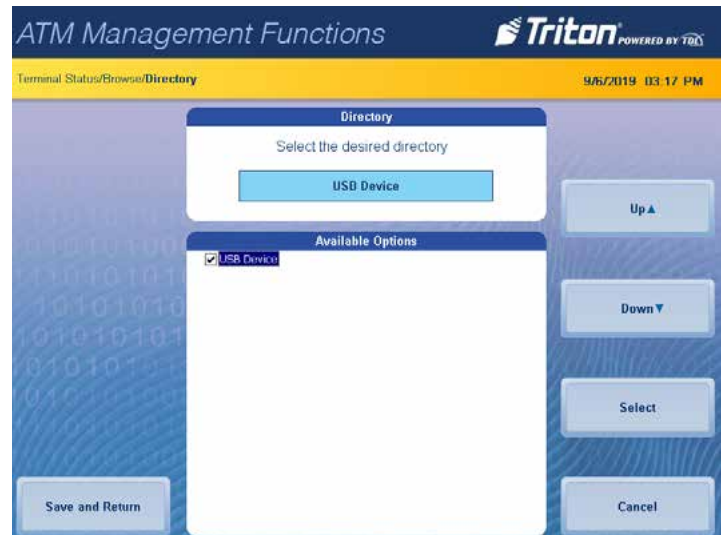 ATM Management Functions
Triton POWERED BY
Terminal Status/Browse/Directory
9/6/2019 03:17 PM
Directory
Select the desired directory
USB Device
Available Options
USB Device
Up▲
Down▼
Select
Save and Return
Cancel